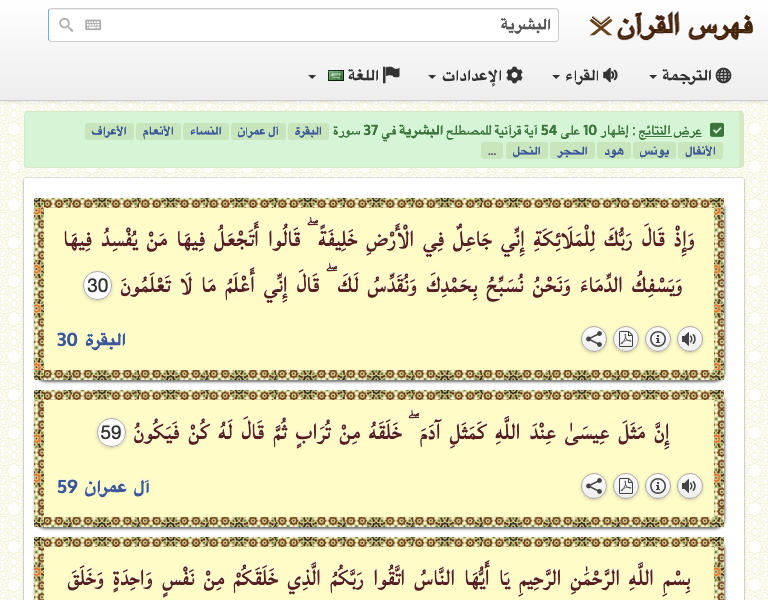 فهرس القرآن
البشرية
الترجمة القراء الإعدادات اللغة
عرض النتائج : إظهار 10 على 54 آية قرآنية للمصطلح البشرية في 37 سورة البقرة آل عمران النساء الأنعام الأعراف
الأنفال يونس هود الحجر النحل ...
وَإِذْ قَالَ رَبُّكَ لِلْمَلَائِكَةِ إِنِّي جَاعِلٌ فِي الْأَرْضِ خَلِيفَةً ۖ قَالُوا أَتَجْعَلُ فِيهَا مَنْ يُفْسِدُ فِيهَا
وَيَسْفِكُ الدِّمَاءَ وَنَحْنُ نُسَبِّحُ بِحَمْدِكَ وَنُقَدِّسُ لَكَ ۖ قَالَ إِنِّي أَعْلَمُ مَا لَا تَعْلَمُونَ 30
البقرة 30
إِنَّ مَثَلَ عِيسَىٰ عِنْدَ اللَّهِ كَمَثَلِ آدَمَ ۖ خَلَقَهُ مِنْ تُرَابٍ ثُمَّ قَالَ لَهُ كُنْ فَيَكُونُ 59
آل عمران 59
بِسْمِ اللَّهِ الرَّحْمَٰنِ الرَّحِيمِ يَا أَيُّهَا النَّاسُ اتَّقُوا رَبَّكُمُ الَّذِي خَلَقَكُمْ مِنْ نَفْسٍ وَاحِدَةٍ وَخَلَقَ